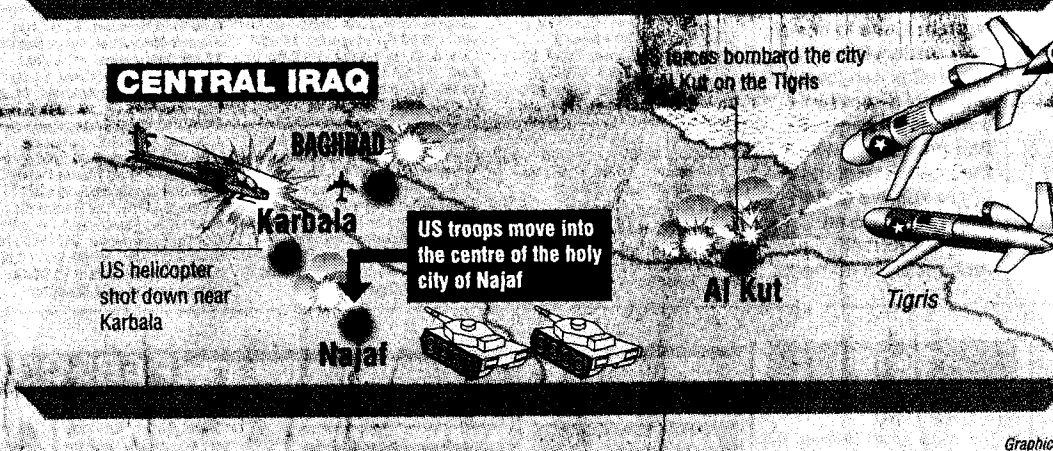 CENTRAL IRAQ
forces bombard the city
Al Kut on the Tigris
BAGHDAD
Karbala
US helicopter
shot down near
Karbala
US troops move into
the centre of the holy
city of Najaf
Najaf
Al Kut
Tigris
Graphic